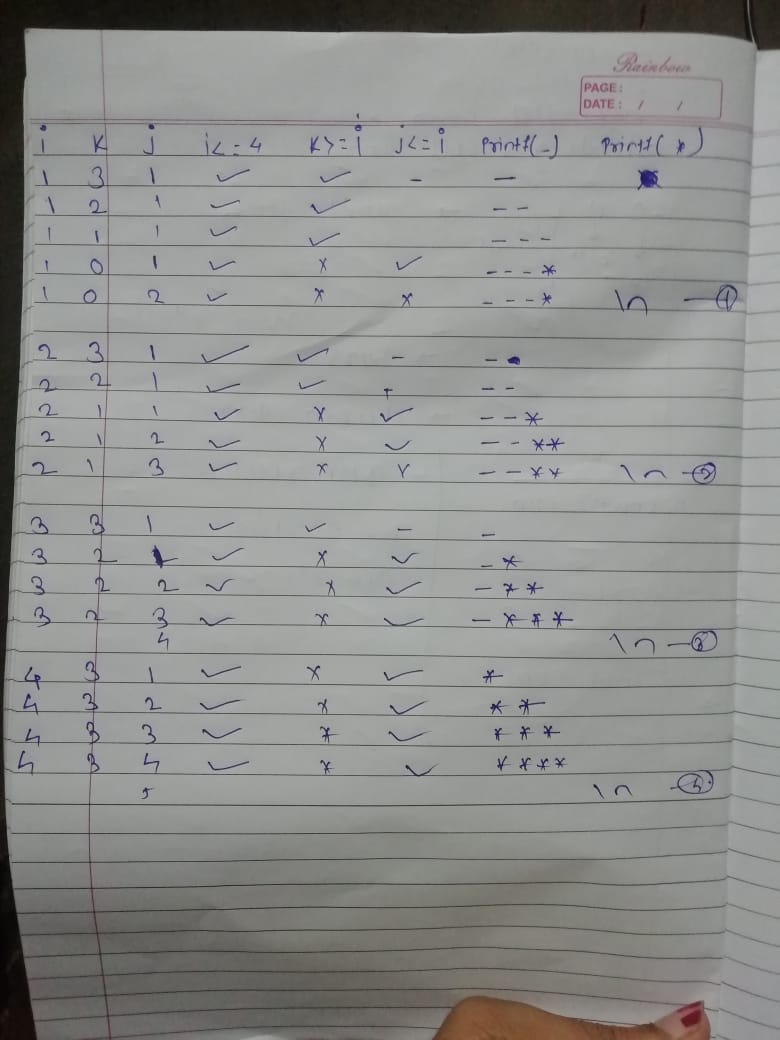 Rainbow
PAGE:
DATE: / /
i K j i<=4 K>=i j<=i printf(-) printf(*)
1 3 1 ✓ ✓ - -
1 2 1 ✓ ✓ --
1 1 1 ✓ ✓ ---
1 0 1 ✓ x ✓ ---*
1 0 2 ✓ x x ---* \n -①
2 3 1 ✓ ✓ - -
2 2 1 ✓ ✓ - --
2 1 1 ✓ x ✓ --*
2 1 2 ✓ x ✓ --**
2 1 3 ✓ x x --** \n -②
3 3 1 ✓ ✓ - -
3 2 1 ✓ x ✓ -*
3 2 2 ✓ x ✓ -**
3 2 3 ✓ x ✓ -***
4 \n -③
4 3 1 ✓ x ✓ *
4 3 2 ✓ x ✓ **
4 3 3 ✓ x ✓ ***
4 3 4 ✓ x ✓ ****
5 \n -④